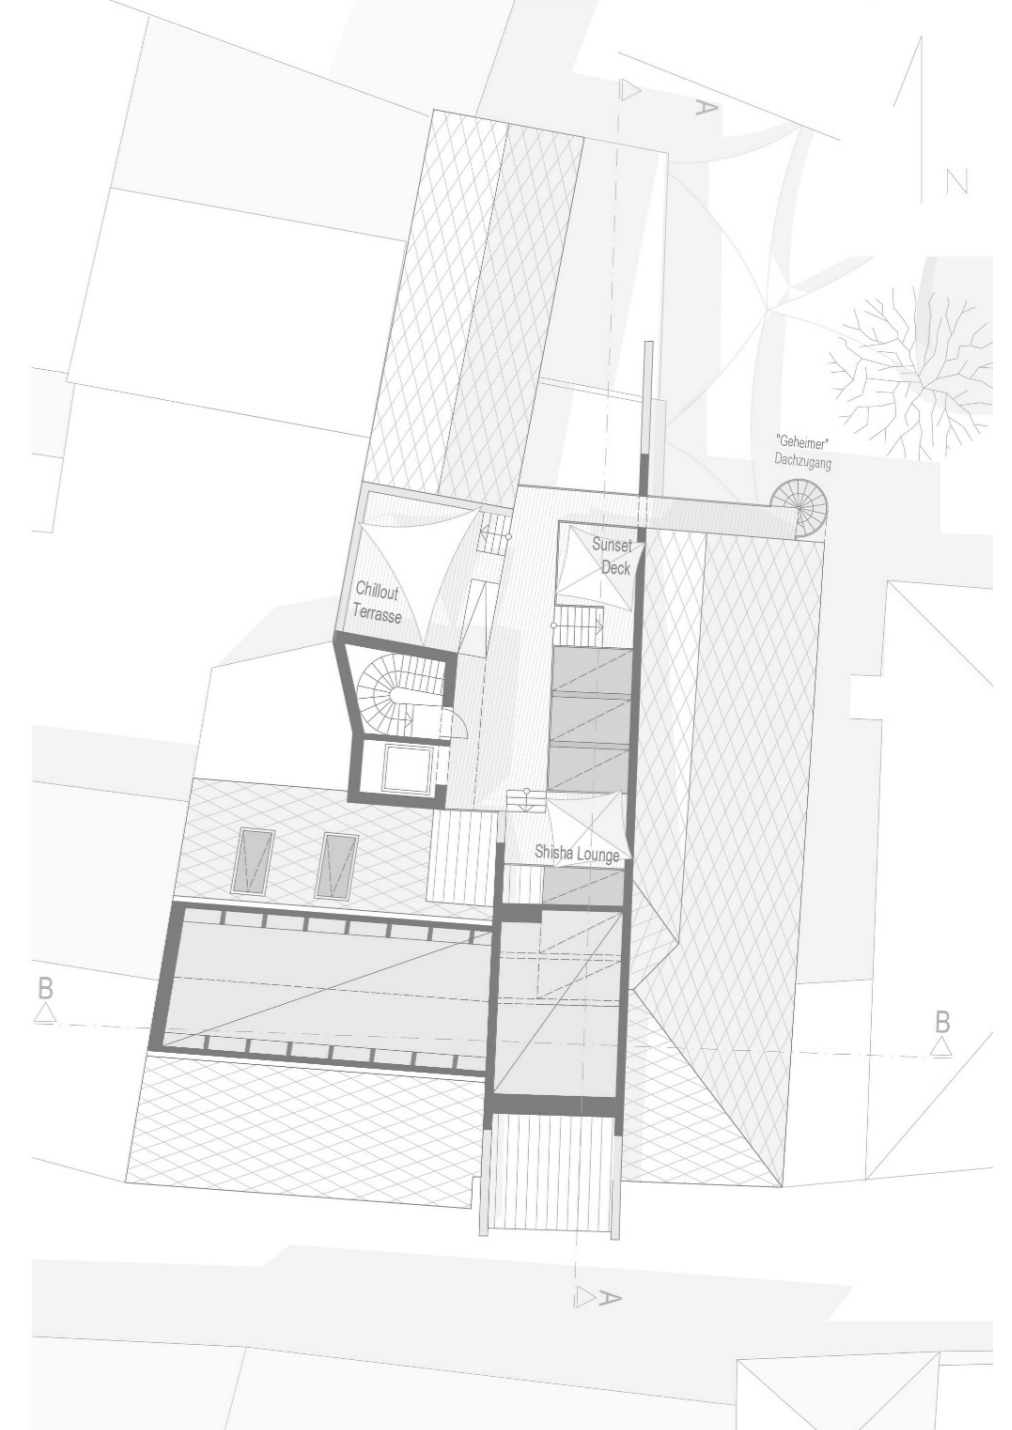 A
N
"Geheimer"
Dachzugang
Sunset
Deck
Chillout
Terrasse
Shisha Lounge
B
B
A